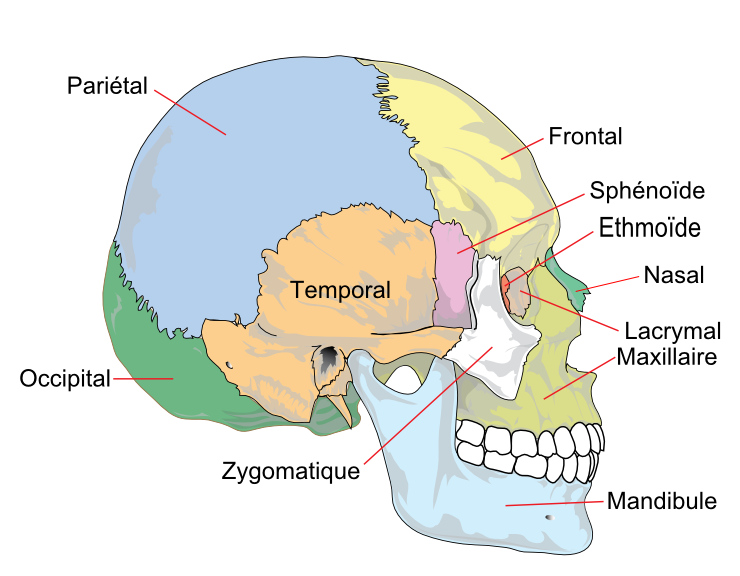 Pariétal
Frontal
Sphénoïde
Ethmoïde
Nasal
Temporal
Lacrymal
Maxillaire
Occipital
Zygomatique
Mandibule